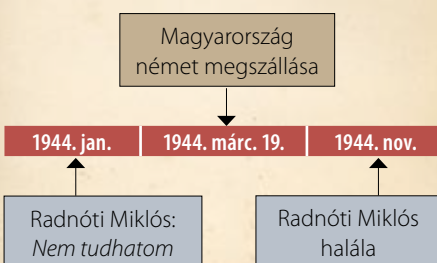 Magyarország
német megszállása
1944. jan.
1944. márc. 19.
1944. nov.
Radnóti Miklós:
Nem tudhatom
Radnóti Miklós
halála